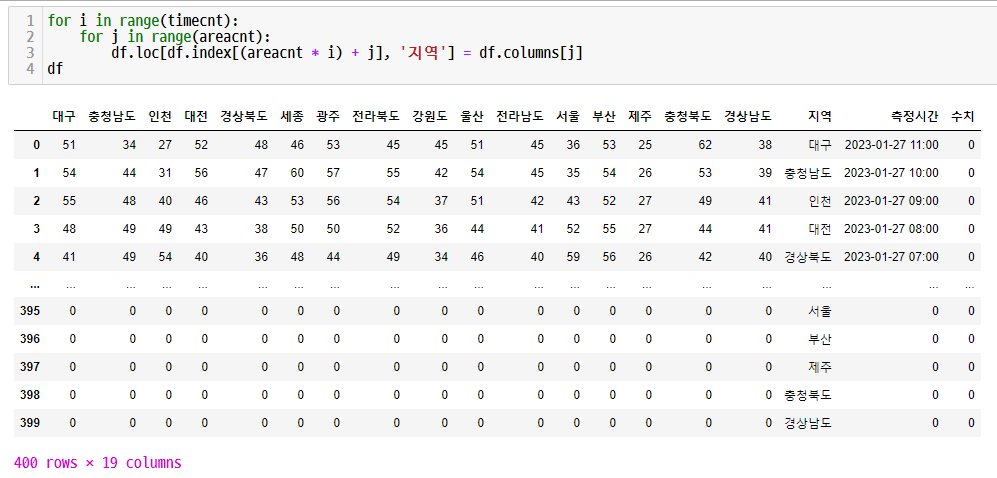 1 for i in range(timecnt):
2     for j in range(areacnt):
3         df.loc[df.index[(areacnt * i) + j], '지역'] = df.columns[j]
4 df
대구 충청남도 인천 대전 경상북도 세종 광주 전라북도 강원도 울산 전라남도 서울 부산 제주 충청북도 경상남도 지역 측정시간 수치
0 51 34 27 52 48 46 53 45 45 51 45 36 53 25 62 38 대구 2023-01-27 11:00 0
1 54 44 31 56 47 60 57 55 42 54 45 35 54 26 53 39 충청남도 2023-01-27 10:00 0
2 55 48 40 46 43 53 56 54 37 51 42 43 52 27 49 41 인천 2023-01-27 09:00 0
3 48 49 49 43 38 50 50 52 36 44 41 52 55 27 44 41 대전 2023-01-27 08:00 0
4 41 49 54 40 36 48 44 49 34 46 40 59 56 26 42 40 경상북도 2023-01-27 07:00 0
... ... ... ... ... ... ... ... ... ... ... ... ... ... ... ... ... ... ... ...
395 0 0 0 0 0 0 0 0 0 0 0 0 0 0 0 0 서울 0 0
396 0 0 0 0 0 0 0 0 0 0 0 0 0 0 0 0 부산 0 0
397 0 0 0 0 0 0 0 0 0 0 0 0 0 0 0 0 제주 0 0
398 0 0 0 0 0 0 0 0 0 0 0 0 0 0 0 0 충청북도 0 0
399 0 0 0 0 0 0 0 0 0 0 0 0 0 0 0 0 경상남도 0 0
400 rows × 19 columns